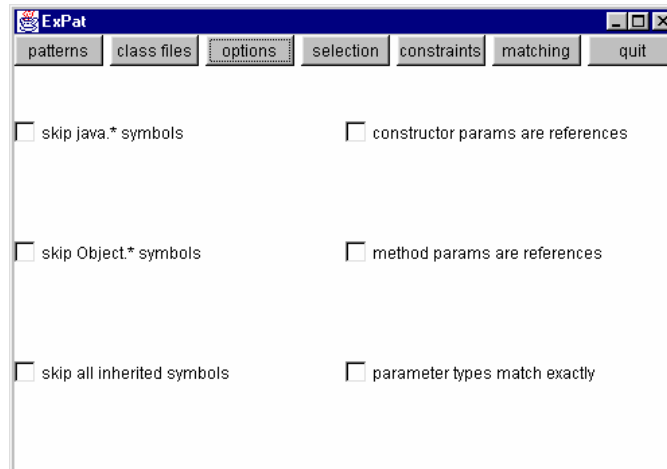 ExPat
patterns class files options selection constraints matching quit
skip java.* symbols constructor params are references
skip Object.* symbols method params are references
skip all inherited symbols parameter types match exactly